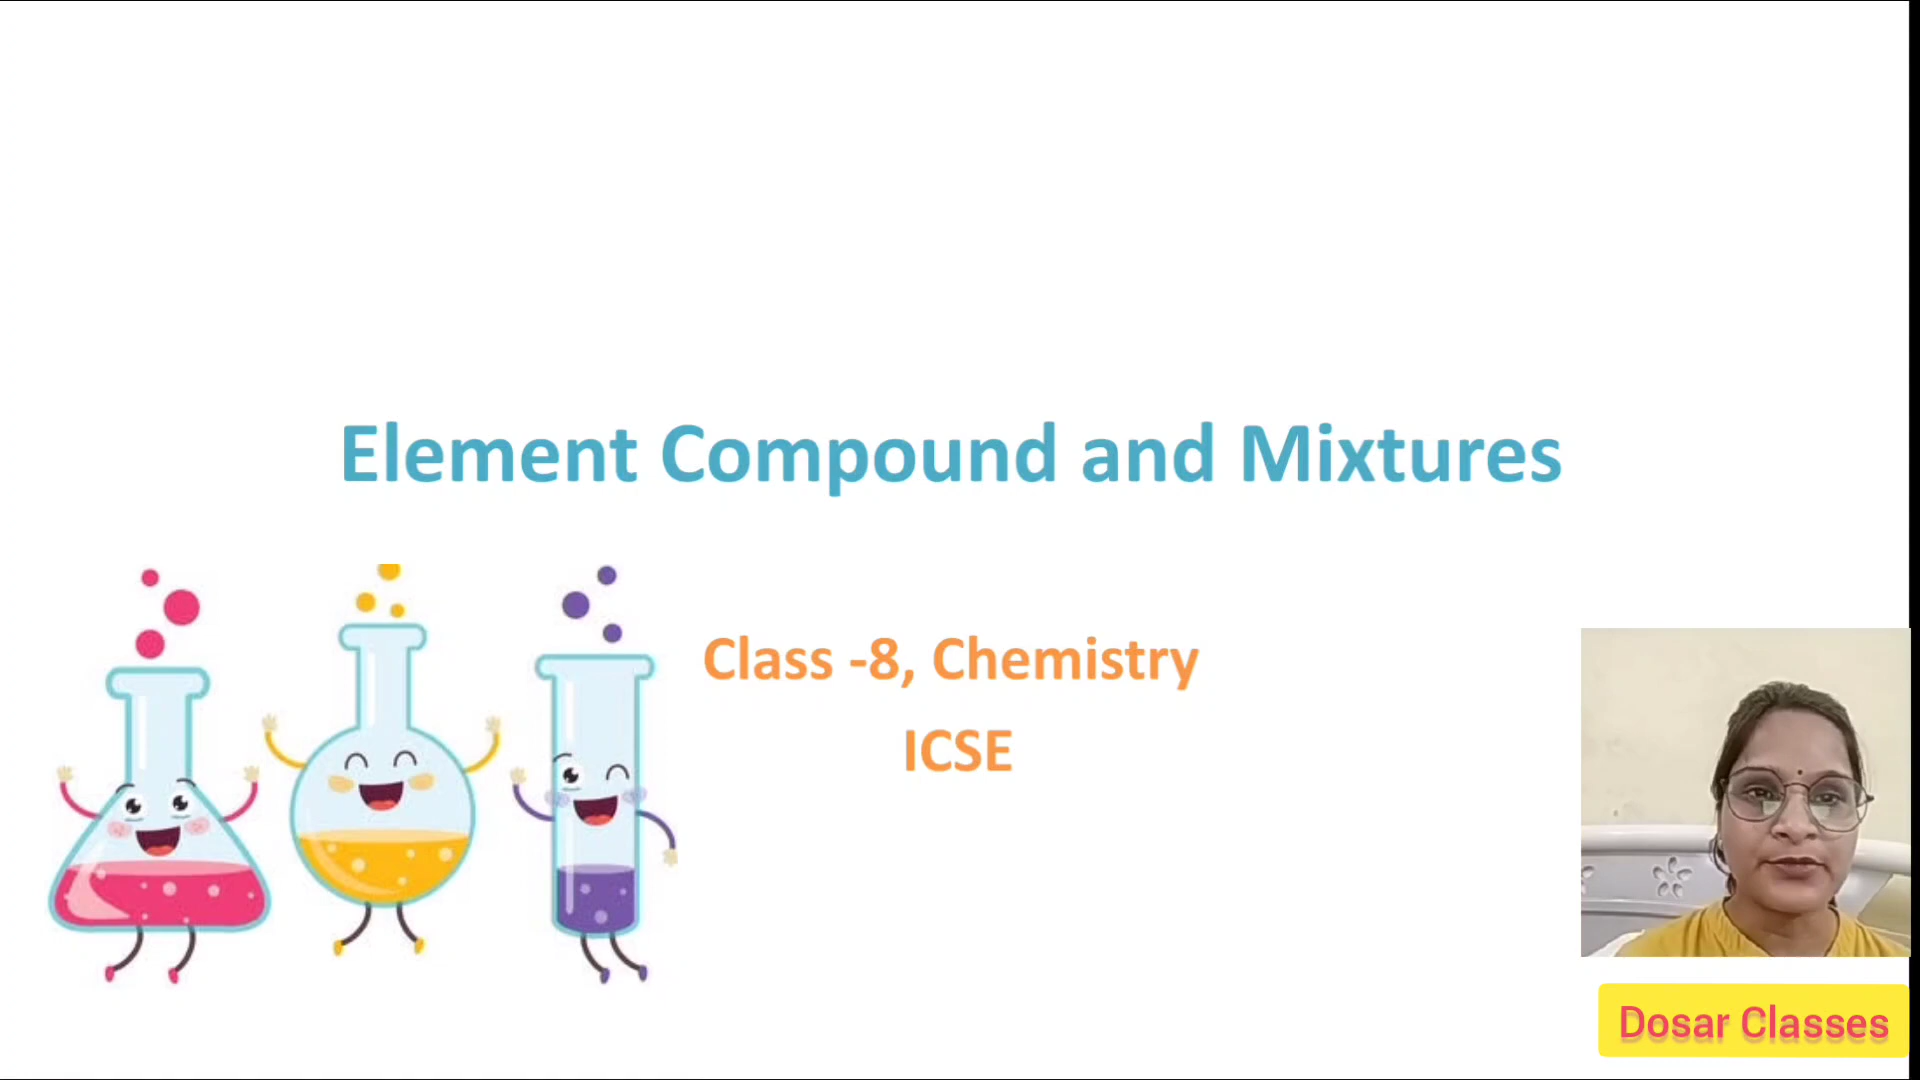 Element Compound and Mixtures
Class -8, Chemistry
ICSE
Dosar Classes